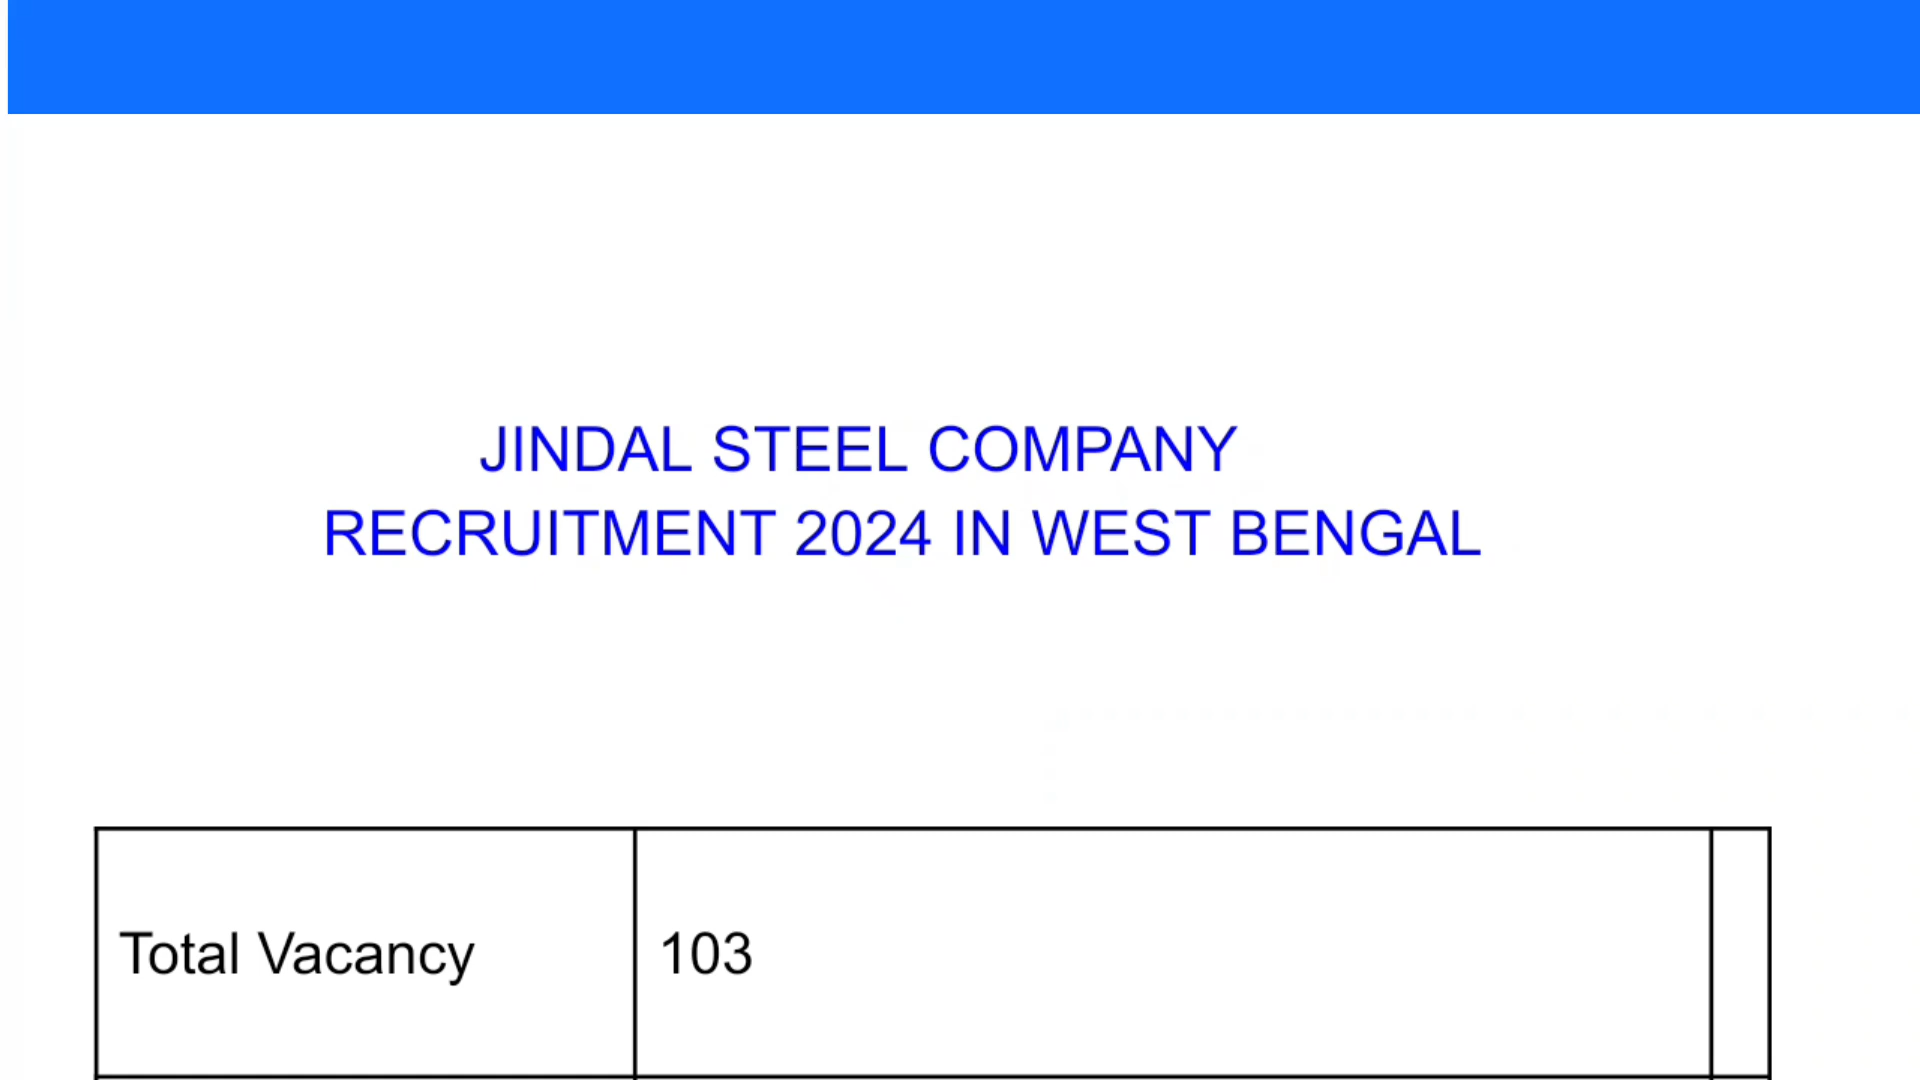 JINDAL STEEL COMPANY
RECRUITMENT 2024 IN WEST BENGAL
Total Vacancy 103